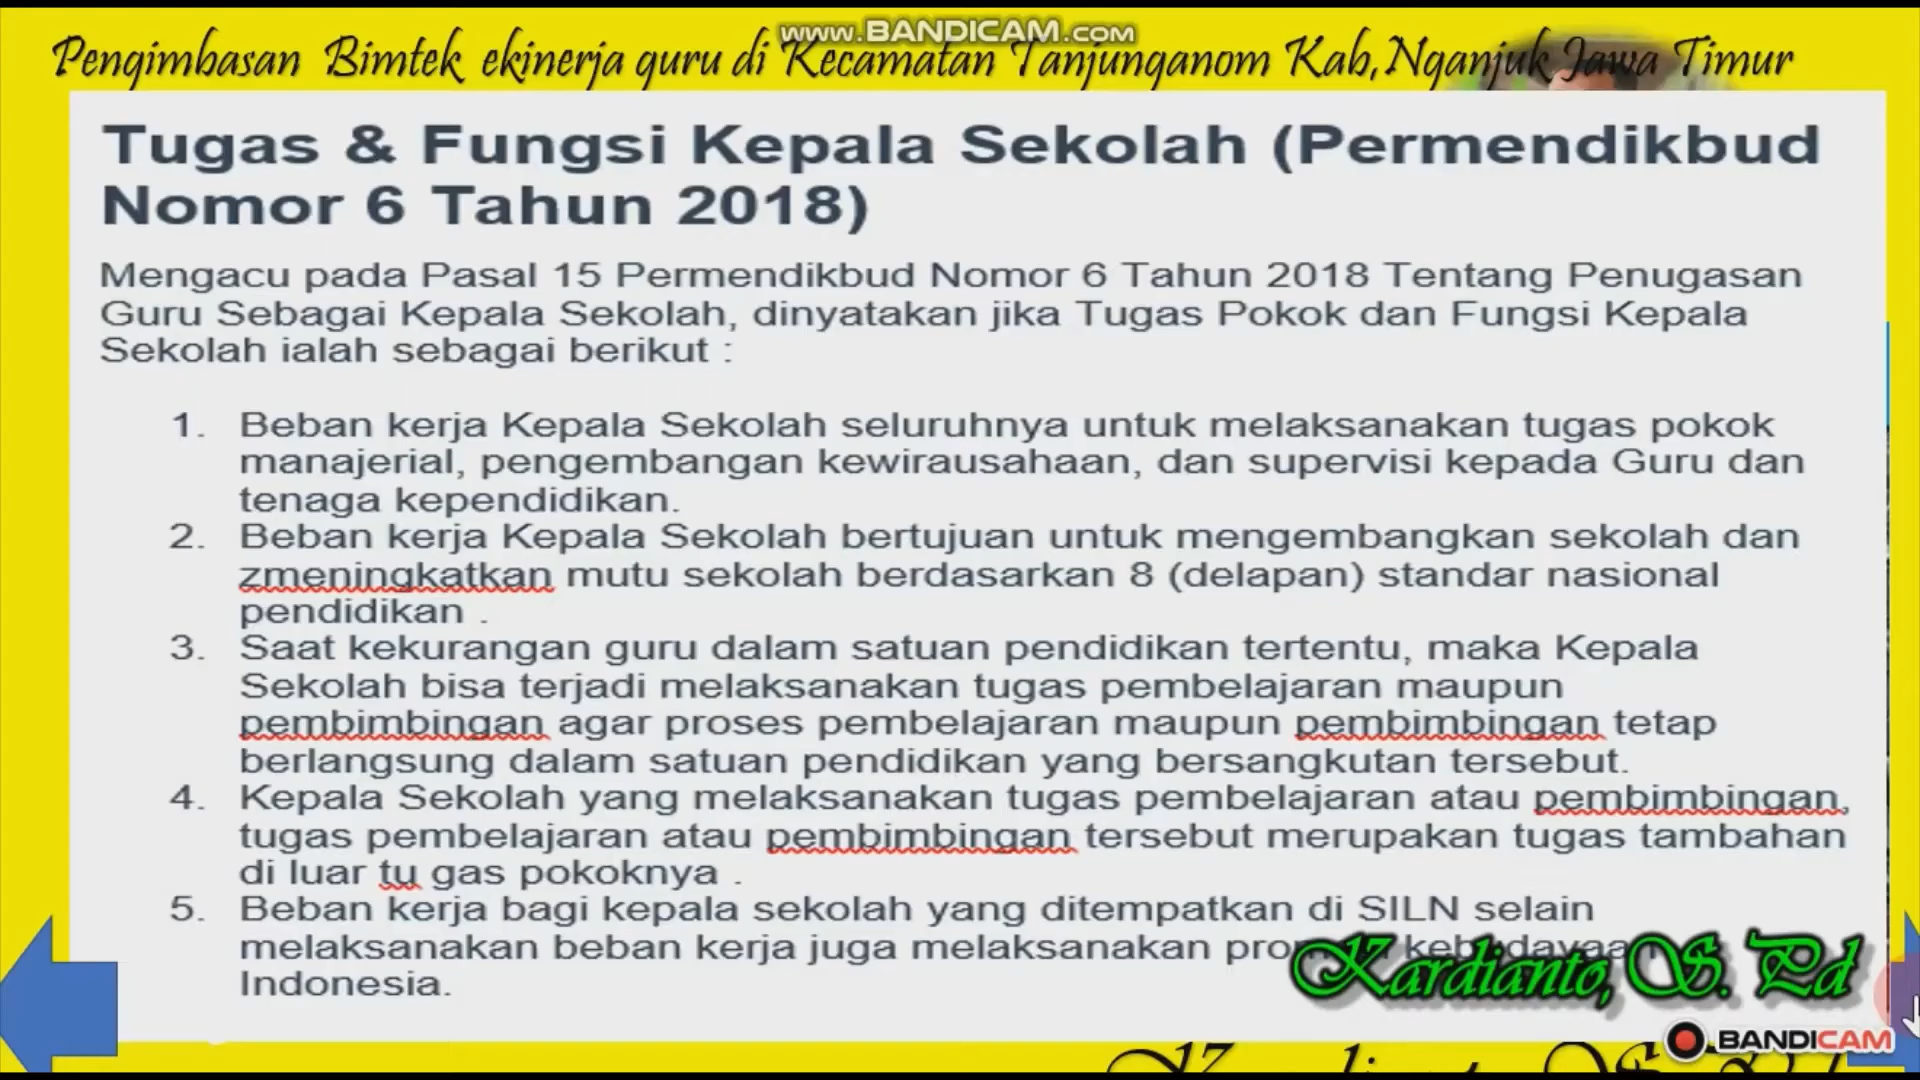 www.BANDICAM.com
Pengimbasan Bimtek ekinerja guru di Kecamatan Tanjunganom Kab,Nganjuk Jawa Timur
Tugas & Fungsi Kepala Sekolah (Permendikbud
Nomor 6 Tahun 2018)
Mengacu pada Pasal 15 Permendikbud Nomor 6 Tahun 2018 Tentang Penugasan
Guru Sebagai Kepala Sekolah, dinyatakan jika Tugas Pokok dan Fungsi Kepala
Sekolah ialah sebagai berikut :
1. Beban kerja Kepala Sekolah seluruhnya untuk melaksanakan tugas pokok
manajerial, pengembangan kewirausahaan, dan supervisi kepada Guru dan
tenaga kependidikan.
2. Beban kerja Kepala Sekolah bertujuan untuk mengembangkan sekolah dan
zmeningkatkan mutu sekolah berdasarkan 8 (delapan) standar nasional
pendidikan .
3. Saat kekurangan guru dalam satuan pendidikan tertentu, maka Kepala
Sekolah bisa terjadi melaksanakan tugas pembelajaran maupun
pembimbingan agar proses pembelajaran maupun pembimbingan tetap
berlangsung dalam satuan pendidikan yang bersangkutan tersebut.
4. Kepala Sekolah yang melaksanakan tugas pembelajaran atau pembimbingan,
tugas pembelajaran atau pembimbingan tersebut merupakan tugas tambahan
di luar tu gas pokoknya .
5. Beban kerja bagi kepala sekolah yang ditempatkan di SILN selain
melaksanakan beban kerja juga melaksanakan
Indonesia.
Kardianto, S. Pd
BANDICAM